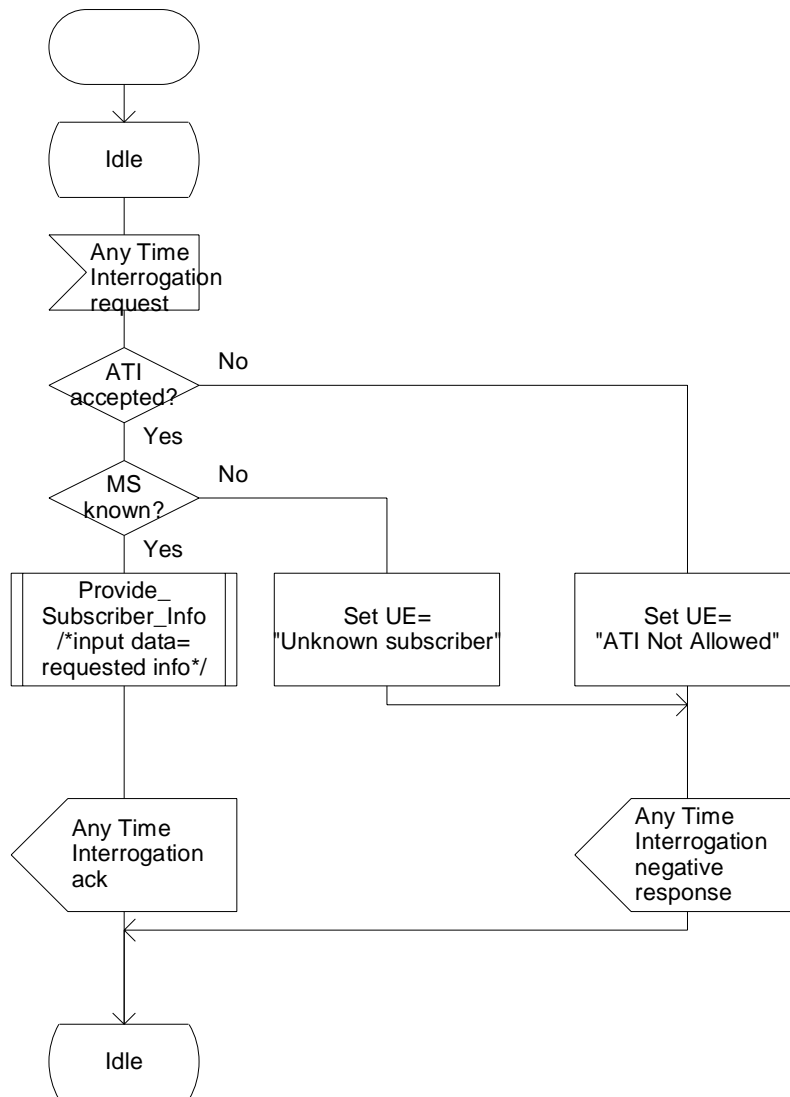 Idle
Any Time
Interrogation
request
ATI
accepted?
No
Yes
MS
known?
No
Yes
Provide_
Subscriber_Info
/*input data=
requested info*/
Set UE=
"Unknown subscriber"
Set UE=
"ATI Not Allowed"
Any Time
Interrogation
ack
Any Time
Interrogation
negative
response
Idle